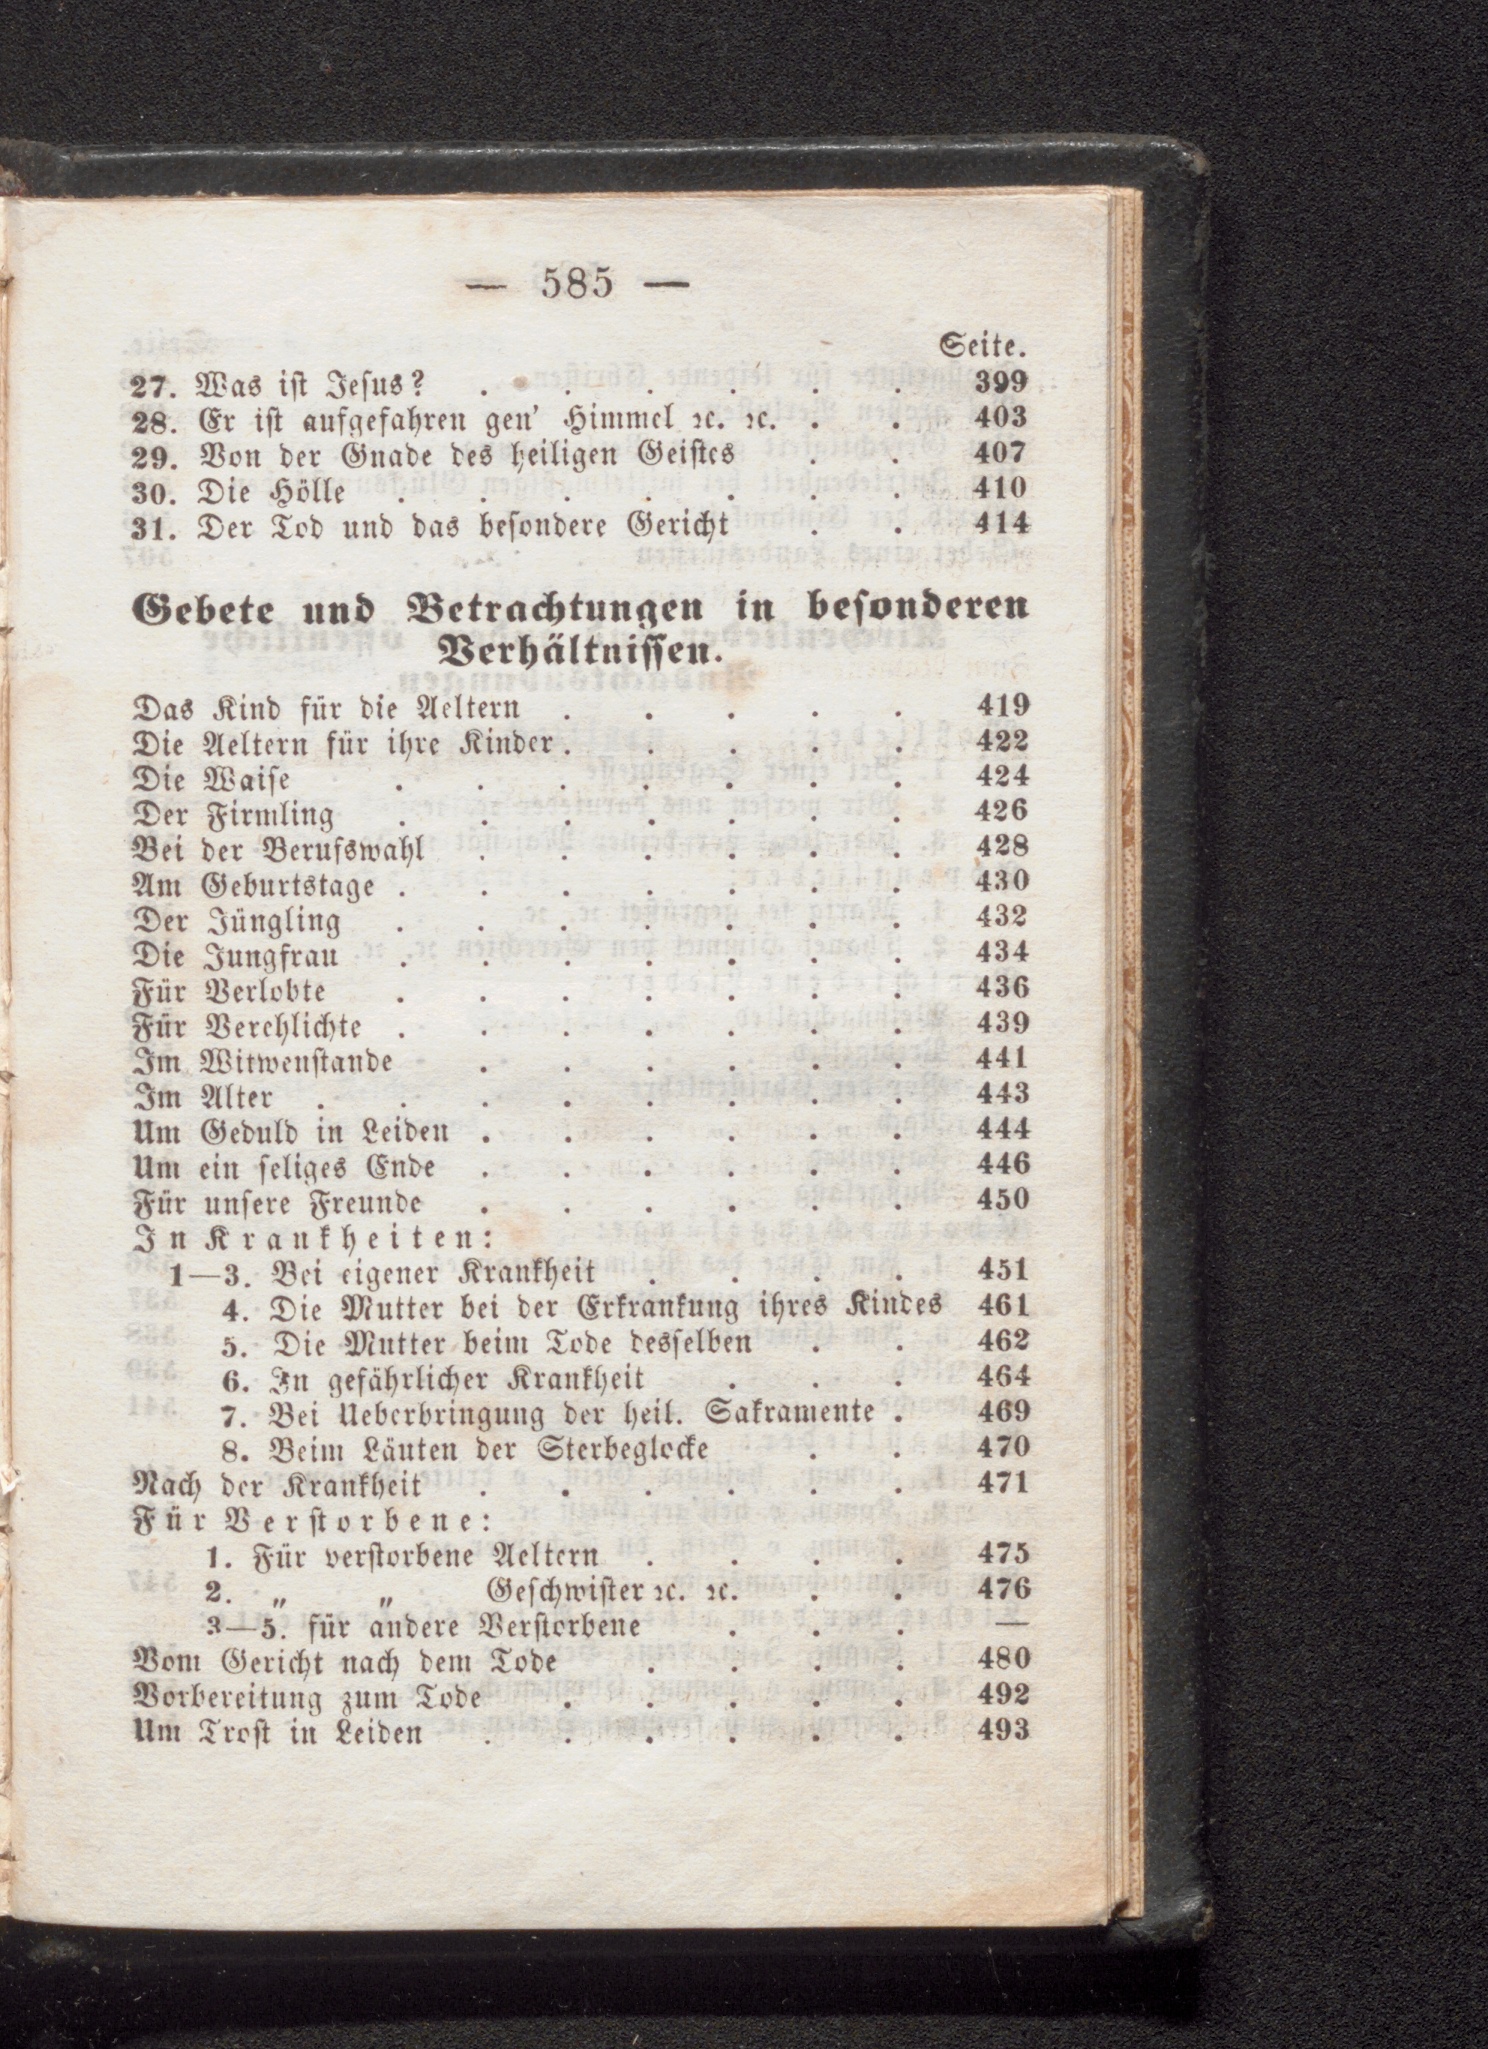 — 585 —
Seite.
27. Was ist Jesus? . . . . . . 399
28. Er ist aufgefahren gen' Himmel ꝛc. ꝛc. . . 403
29. Von der Gnade des heiligen Geistes . . 407
30. Die Hölle . . . . . . . 410
31. Der Tod und das besondere Gericht . . 414
Gebete und Betrachtungen in besonderen
Verhältnissen.
Das Kind für die Aeltern . . . . . 419
Die Aeltern für ihre Kinder . . . . . 422
Die Waise . . . . . . . 424
Der Firmling . . . . . . . 426
Bei der Berufswahl . . . . . . 428
Am Geburtstage . . . . . . . 430
Der Jüngling . . . . . . . 432
Die Jungfrau . . . . . . . 434
Für Verlobte . . . . . . . 436
Für Verehlichte . . . . . . . 439
Im Witwenstande . . . . . . 441
Im Alter . . . . . . . . 443
Um Geduld in Leiden . . . . . . 444
Um ein seliges Ende . . . . . . 446
Für unsere Freunde . . . . . . 450
In Krankheiten:
1—3. Bei eigener Krankheit . . . . 451
4. Die Mutter bei der Erkrankung ihres Kindes 461
5. Die Mutter beim Tode desselben . . 462
6. In gefährlicher Krankheit . . . 464
7. Bei Ueberbringung der heil. Sakramente . 469
8. Beim Läuten der Sterbeglocke . . 470
Nach der Krankheit . . . . . . 471
Für Verstorbene:
1. Für verstorbene Aeltern . . . . 475
2. „ „ Geschwister ꝛc. ꝛc. . . 476
3—5. für andere Verstorbene . . . —
Vom Gericht nach dem Tode . . . . 480
Vorbereitung zum Tode . . . . . 492
Um Trost in Leiden . . . . . . 493